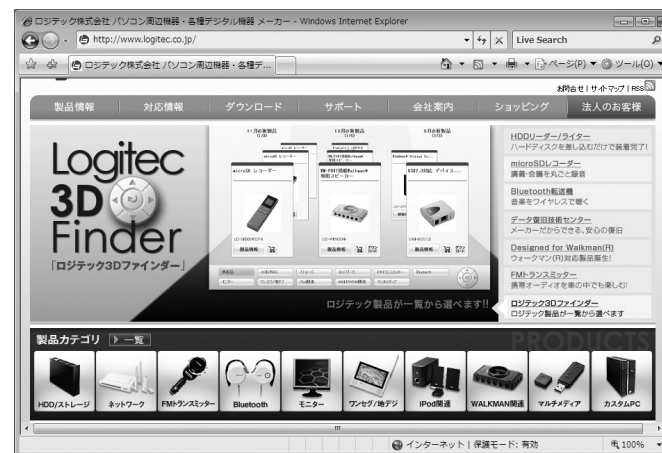 ロジテック株式会社 パソコン周辺機器・各種デジタル機器 メーカー - Windows Internet Explorer
http://www.logitec.co.jp/
Live Search
ロジテック株式会社 パソコン周辺機器・各種デ...
ページ(P)
ツール(O)
お問合せ | サイトマップ | RSS
製品情報
対応情報
ダウンロード
サポート
会社案内
ショッピング
法人のお客様
Logitec
3D
Finder
「ロジテック3Dファインダー」
11月の新製品
10月の新製品
9月の新製品
microSD レコーダー
製品情報
製品情報
製品情報
ロジテック製品が一覧から選べます!!
HDDリーダー/ライター
ハードディスクを差し込むだけで装着完了!
microSDレコーダー
講義・会議を丸ごと録音
Bluetooth転送機
音楽をワイヤレスで聴く
データ復旧技術センター
メーカーだからできる、安心の復旧
Designed for Walkman(R)
ウォークマン(R)対応製品誕生!
FMトランスミッター
携帯オーディオを車の中でも楽しむ!
ロジテック3Dファインダー
ロジテック製品が一覧から選べます
製品カテゴリ
一覧
PRODUCTS
HDD/ストレージ
ネットワーク
FMトランスミッター
Bluetooth
モニター
ワンセグ/地デジ
iPod関連
WALKMAN関連
マルチメディア
カスタムPC
インターネット | 保護モード: 有効
100%